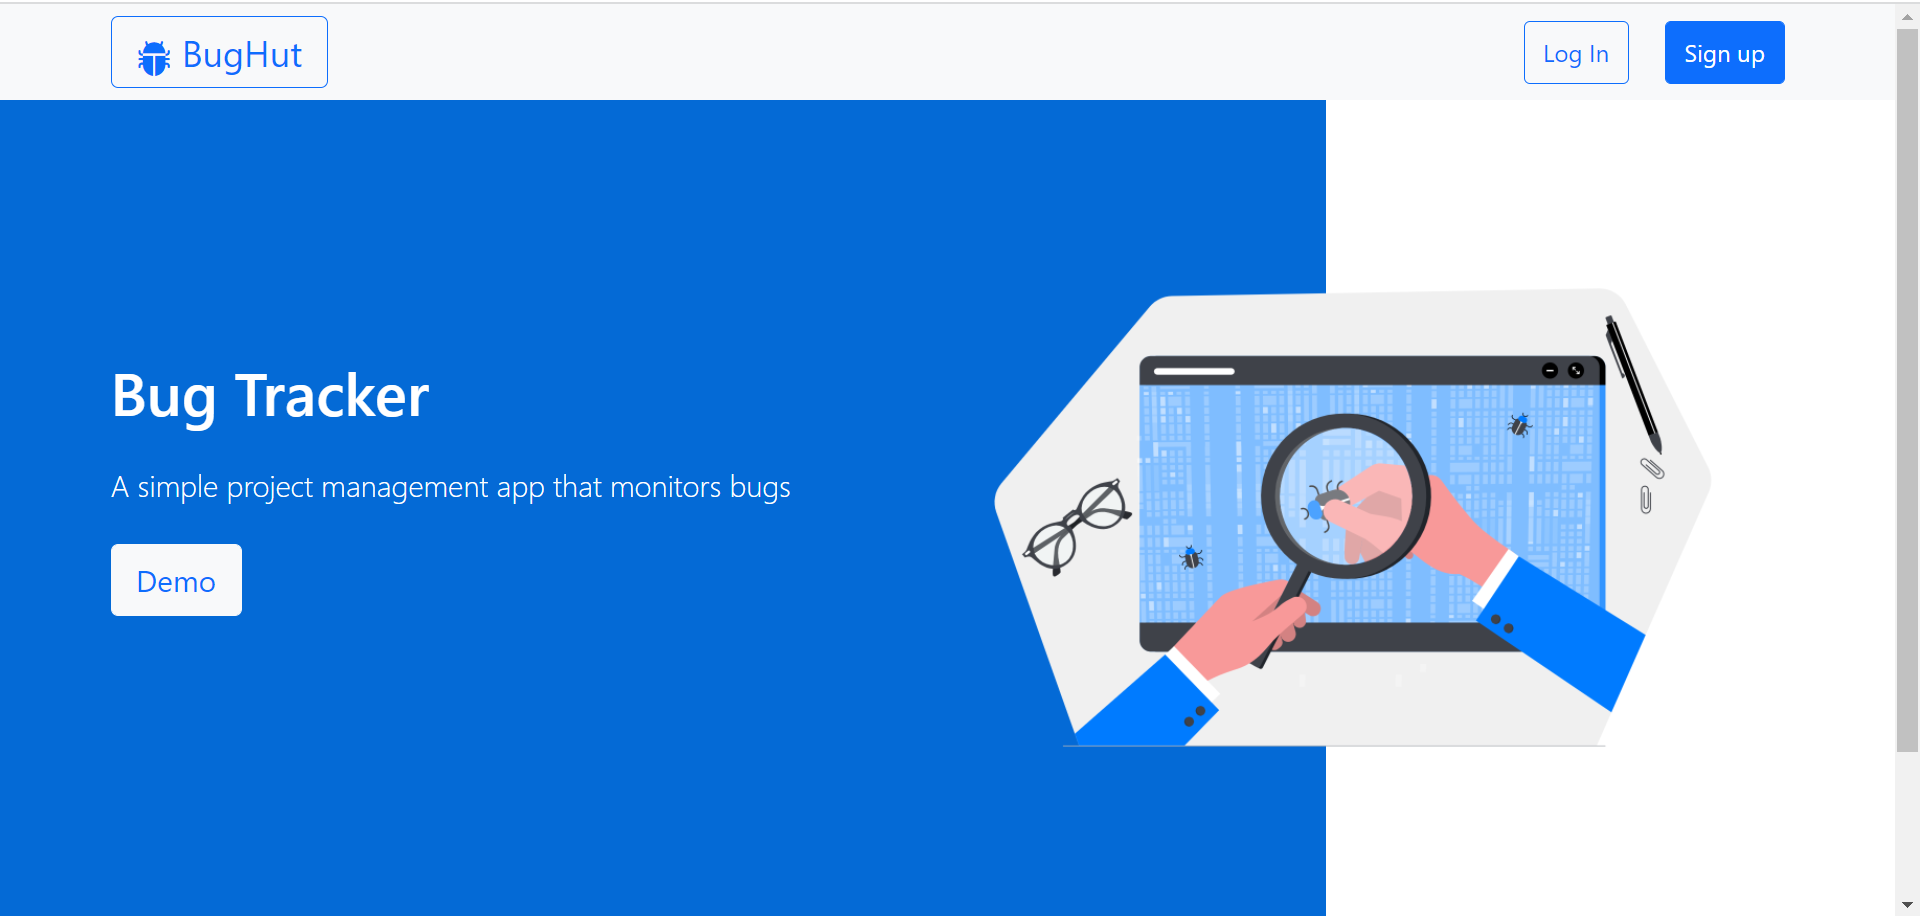 BugHut
Log In
Sign up
Bug Tracker
A simple project management app that monitors bugs
Demo